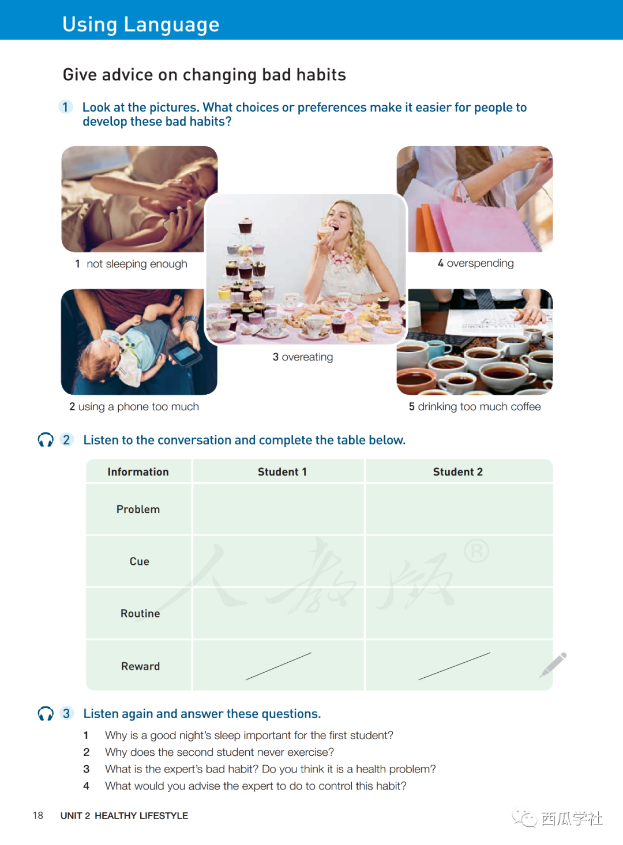 Using Language
Give advice on changing bad habits
1 Look at the pictures. What choices or preferences make it easier for people to
develop these bad habits?
1 not sleeping enough
4 overspending
3 overeating
2 using a phone too much
5 drinking too much coffee
2 Listen to the conversation and complete the table below.
Information Student 1 Student 2
Problem
Cue
Routine
Reward
人教版®
3 Listen again and answer these questions.
1 Why is a good night's sleep important for the first student?
2 Why does the second student never exercise?
3 What is the expert's bad habit? Do you think it is a health problem?
4 What would you advise the expert to do to control this habit?
18 UNIT 2 HEALTHY LIFESTYLE
西瓜学社